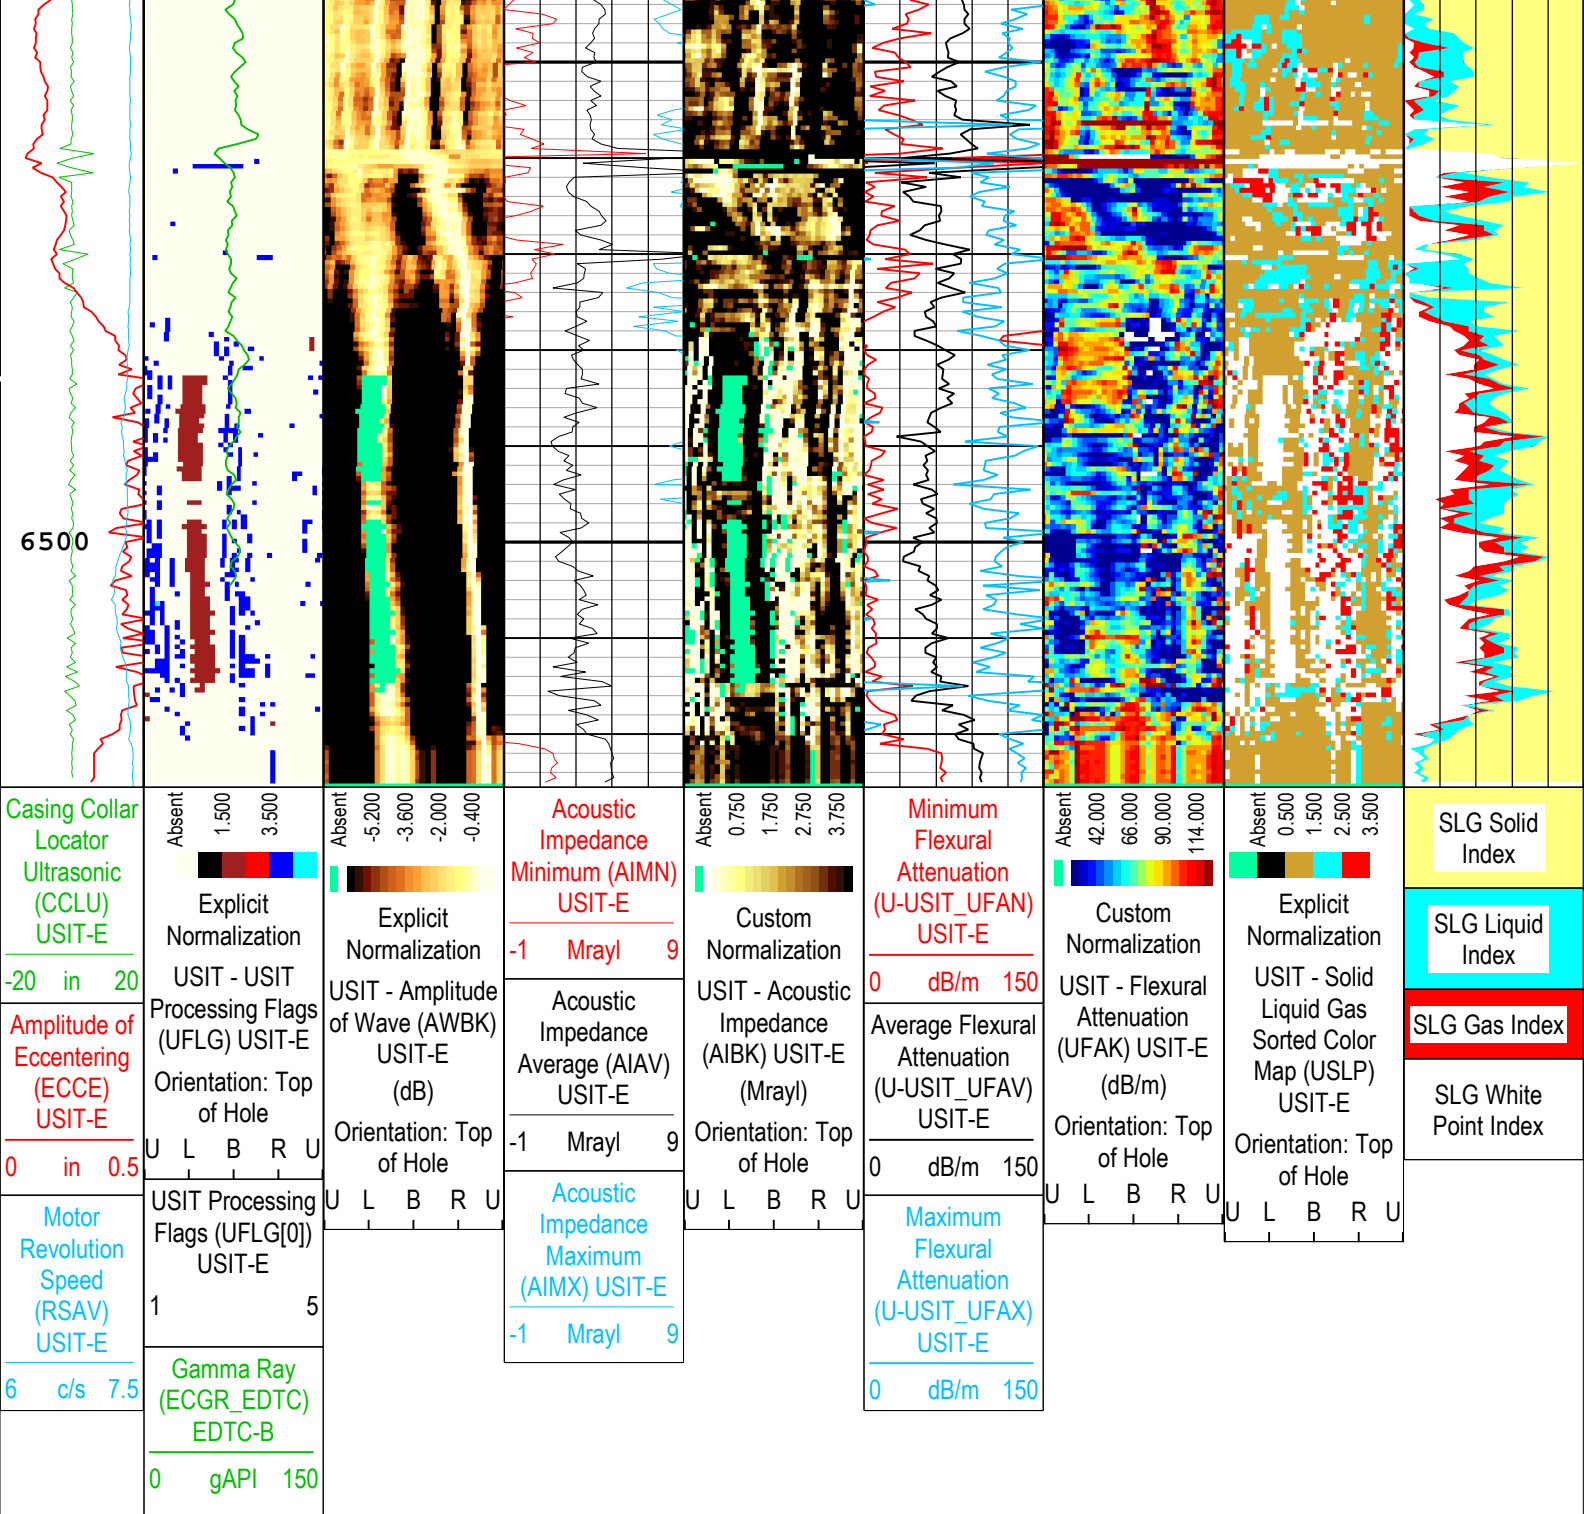 6500
Casing Collar
Locator
Ultrasonic
(CCLU)
USIT-E
-20 in 20
Amplitude of
Eccentering
(ECCE)
USIT-E
0 in 0.5
Motor
Revolution
Speed
(RSAV)
USIT-E
6 c/s 7.5
Absent 1.500 3.500
Explicit
Normalization
USIT - USIT
Processing Flags
(UFLG) USIT-E
Orientation: Top
of Hole
U L B R U
USIT Processing
Flags (UFLG[0])
USIT-E
1 5
Gamma Ray
(ECGR_EDTC)
EDTC-B
0 gAPI 150
Absent -5.200 -3.600 -2.000 -0.400
Explicit
Normalization
USIT - Amplitude
of Wave (AWBK)
USIT-E
(dB)
Orientation: Top
of Hole
U L B R U
Acoustic
Impedance
Minimum (AIMN)
USIT-E
-1 Mrayl 9
Acoustic
Impedance
Average (AIAV)
USIT-E
-1 Mrayl 9
Acoustic
Impedance
Maximum
(AIMX) USIT-E
-1 Mrayl 9
Absent 0.750 1.750 2.750 3.750
Custom
Normalization
USIT - Acoustic
Impedance
(AIBK) USIT-E
(Mrayl)
Orientation: Top
of Hole
U L B R U
Minimum
Flexural
Attenuation
(U-USIT_UFAN)
USIT-E
0 dB/m 150
Average Flexural
Attenuation
(U-USIT_UFAV)
USIT-E
0 dB/m 150
Maximum
Flexural
Attenuation
(U-USIT_UFAX)
USIT-E
0 dB/m 150
Absent 42.000 66.000 90.000 114.000
Custom
Normalization
USIT - Flexural
Attenuation
(UFAK) USIT-E
(dB/m)
Orientation: Top
of Hole
U L B R U
Absent 0.500 1.500 2.500 3.500
Explicit
Normalization
USIT - Solid
Liquid Gas
Sorted Color
Map (USLP)
USIT-E
Orientation: Top
of Hole
U L B R U
SLG Solid
Index
SLG Liquid
Index
SLG Gas Index
SLG White
Point Index